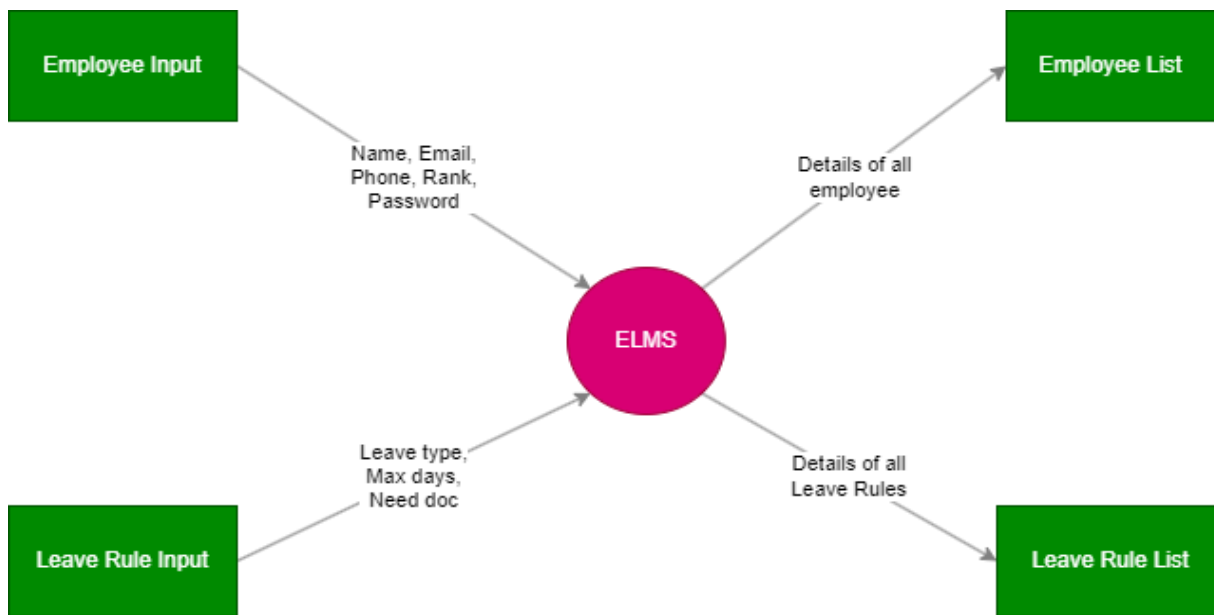 Employee Input
Employee List
Name, Email,
Phone, Rank,
Password
Details of all
employee
ELMS
Leave type,
Max days,
Need doc
Details of all
Leave Rules
Leave Rule Input
Leave Rule List